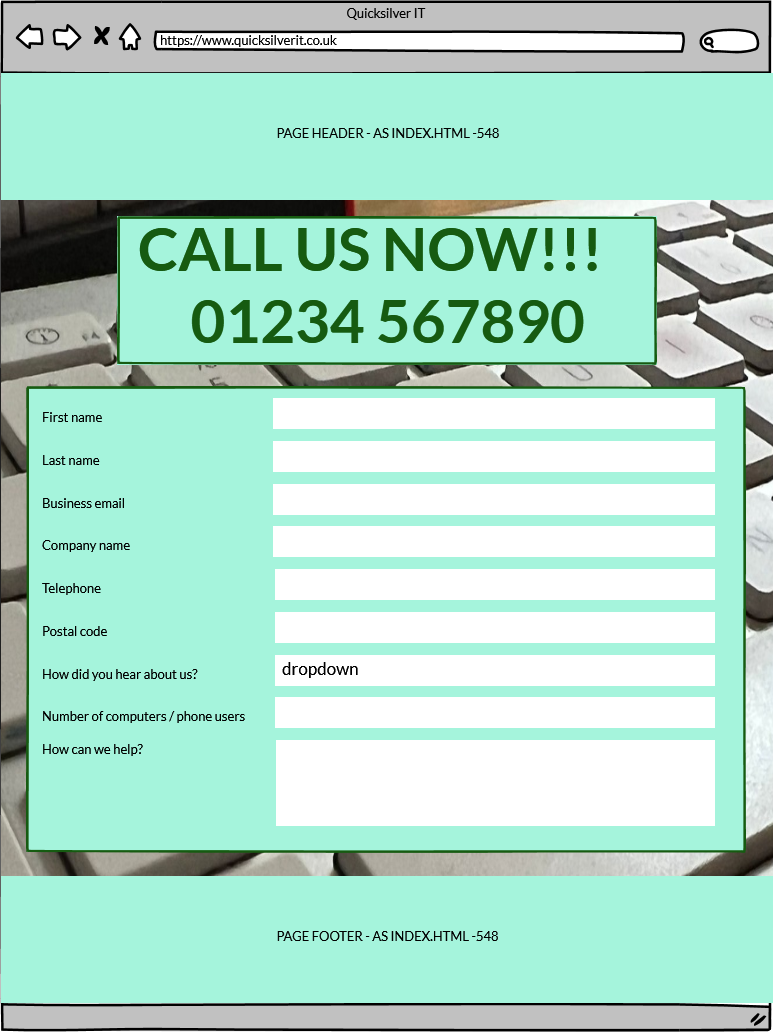 Quicksilver IT
https://www.quicksilverit.co.uk
PAGE HEADER - AS INDEX.HTML -548
CALL US NOW!!!
01234 567890
First name
Last name
Business email
Company name
Telephone
Postal code
How did you hear about us?
dropdown
Number of computers / phone users
How can we help?
PAGE FOOTER - AS INDEX.HTML -548